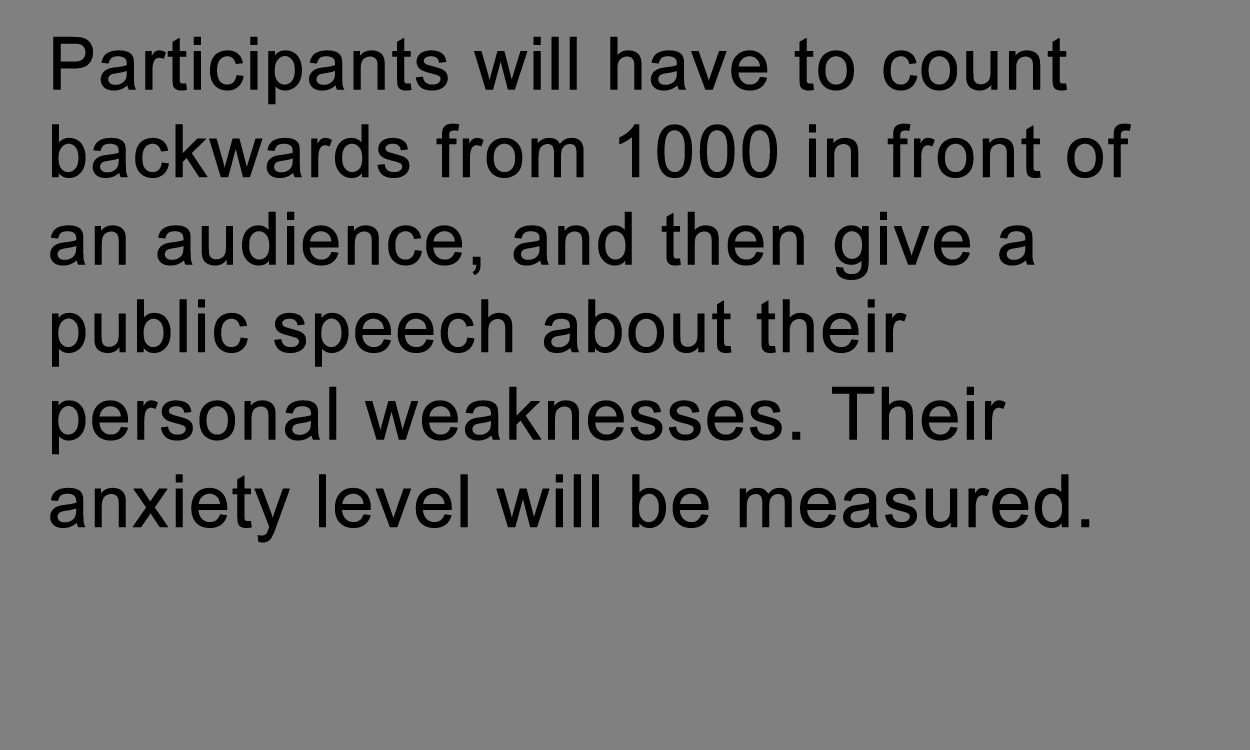 Participants will have to count
backwards from 1000 in front of
an audience, and then give a
public speech about their
personal weaknesses. Their
anxiety level will be measured.